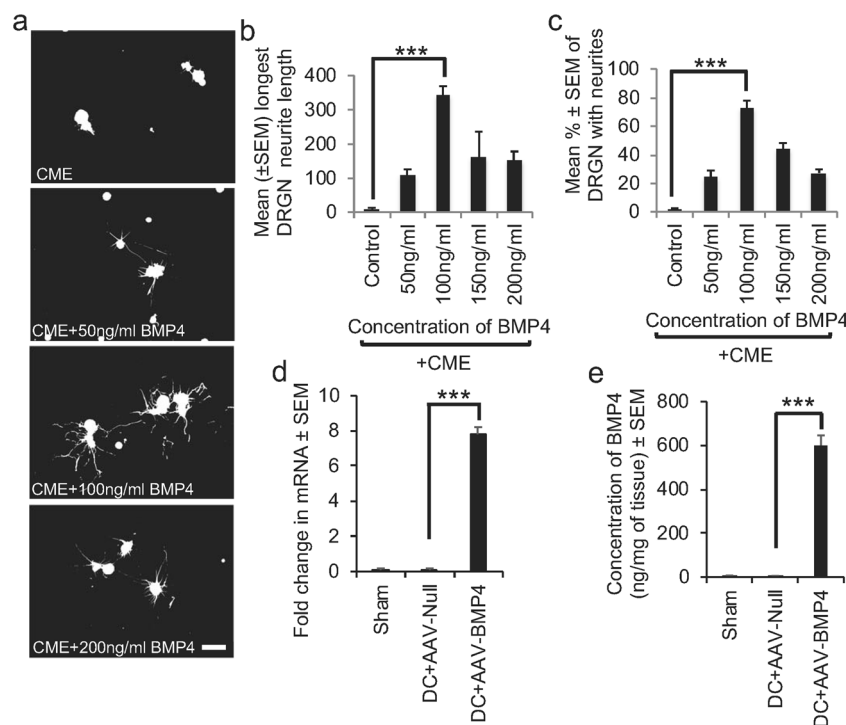 a
CME
CME+50ng/ml BMP4
CME+100ng/ml BMP4
CME+200ng/ml BMP4
b
Mean (±SEM) longest
DRGN neurite length
400
300
200
100
0
***
Control
50ng/ml
100ng/ml
150ng/ml
200ng/ml
Concentration of BMP4
+CME
c
Mean % ± SEM of
DRGN with neurites
100
80
60
40
20
0
***
Control
50ng/ml
100ng/ml
150ng/ml
200ng/ml
Concentration of BMP4
+CME
d
Fold change in mRNA ± SEM
10
8
6
4
2
0
***
Sham
DC+AAV-Null
DC+AAV-BMP4
e
Concentration of BMP4
(ng/mg of tissue) ± SEM
800
600
400
200
0
***
Sham
DC+AAV-Null
DC+AAV-BMP4